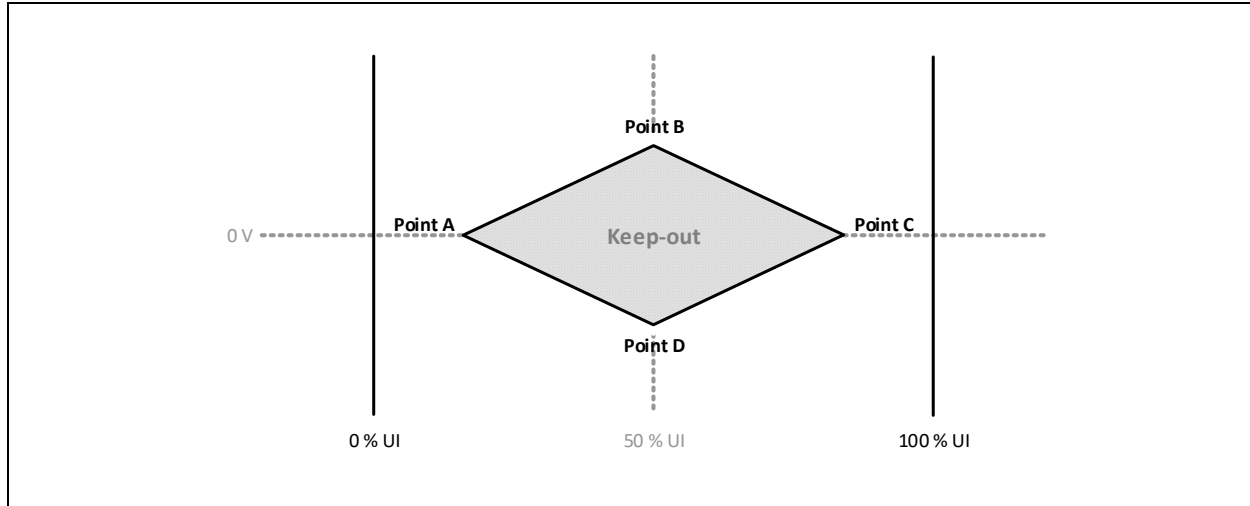 Point B
0 V
Point A
Keep-out
Point C
Point D
0 % UI
50 % UI
100 % UI